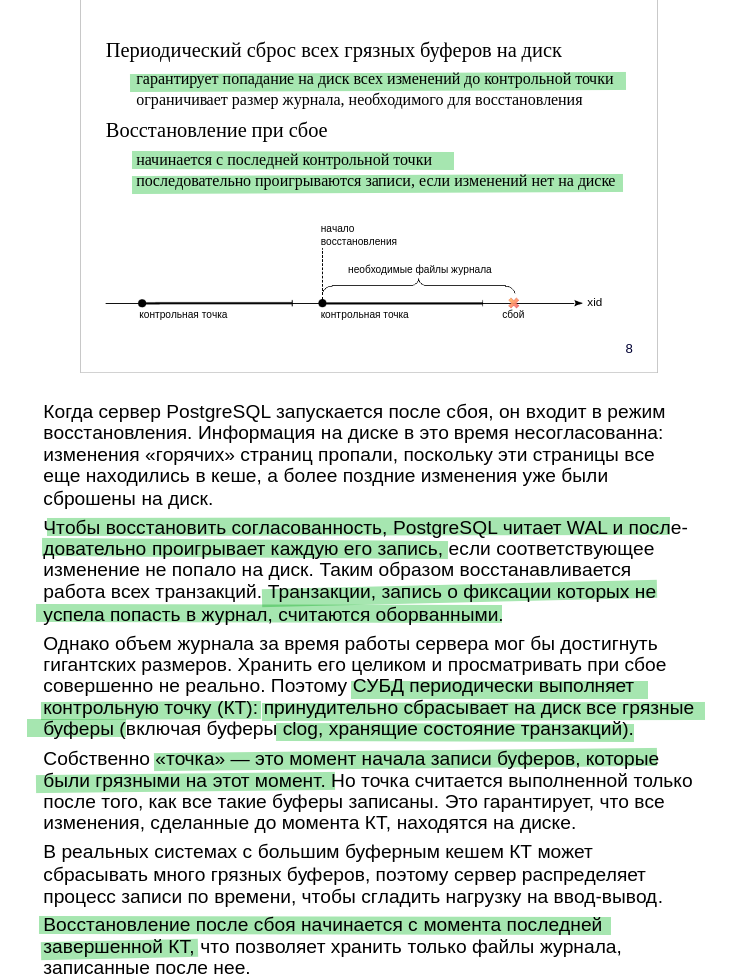 Периодический сброс всех грязных буферов на диск
гарантирует попадание на диск всех изменений до контрольной точки
ограничивает размер журнала, необходимого для восстановления
Восстановление при сбое
начинается с последней контрольной точки
последовательно проигрываются записи, если изменений нет на диске
начало
восстановления
необходимые файлы журнала
xid
контрольная точка
контрольная точка
сбой
8
Когда сервер PostgreSQL запускается после сбоя, он входит в режим
восстановления. Информация на диске в это время несогласованна:
изменения «горячих» страниц пропали, поскольку эти страницы все
еще находились в кеше, а более поздние изменения уже были
сброшены на диск.
Чтобы восстановить согласованность, PostgreSQL читает WAL и после-
довательно проигрывает каждую его запись, если соответствующее
изменение не попало на диск. Таким образом восстанавливается
работа всех транзакций. Транзакции, запись о фиксации которых не
успела попасть в журнал, считаются оборванными.
Однако объем журнала за время работы сервера мог бы достигнуть
гигантских размеров. Хранить его целиком и просматривать при сбое
совершенно не реально. Поэтому СУБД периодически выполняет
контрольную точку (КТ): принудительно сбрасывает на диск все грязные
буферы (включая буферы clog, хранящие состояние транзакций).
Собственно «точка» — это момент начала записи буферов, которые
были грязными на этот момент. Но точка считается выполненной только
после того, как все такие буферы записаны. Это гарантирует, что все
изменения, сделанные до момента КТ, находятся на диске.
В реальных системах с большим буферным кешем КТ может
сбрасывать много грязных буферов, поэтому сервер распределяет
процесс записи по времени, чтобы сгладить нагрузку на ввод-вывод.
Восстановление после сбоя начинается с момента последней
завершенной КТ, что позволяет хранить только файлы журнала,
записанные после нее.